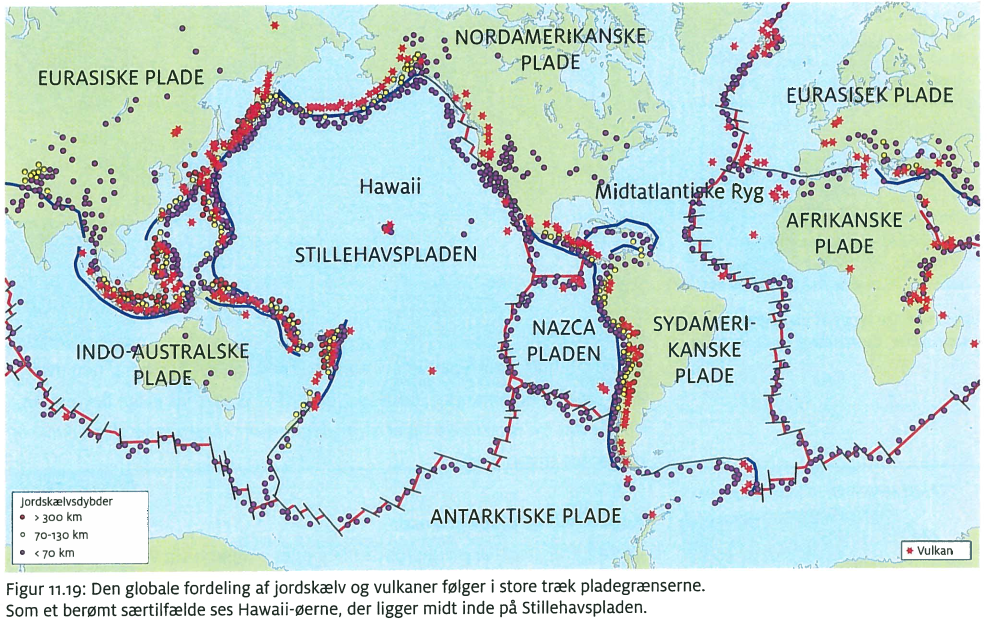 NORDAMERIKANSKE
PLADE
EURASISKE PLADE
EURASISEK PLADE
Hawaii
Midtatlantiske Ryg
AFRIKANSKE
PLADE
STILLEHAVSPLADEN
NAZCA
PLADEN
SYDAMERI-
KANSKE
PLADE
INDO-AUSTRALSKE
PLADE
ANTARKTISKE PLADE
Jordskælvsdybder
> 300 km
70-130 km
< 70 km
Vulkan
Figur 11.19: Den globale fordeling af jordskælv og vulkaner følger i store træk pladegrænserne.
Som et berømt særtilfælde ses Hawaii-øerne, der ligger midt inde på Stillehavspladen.